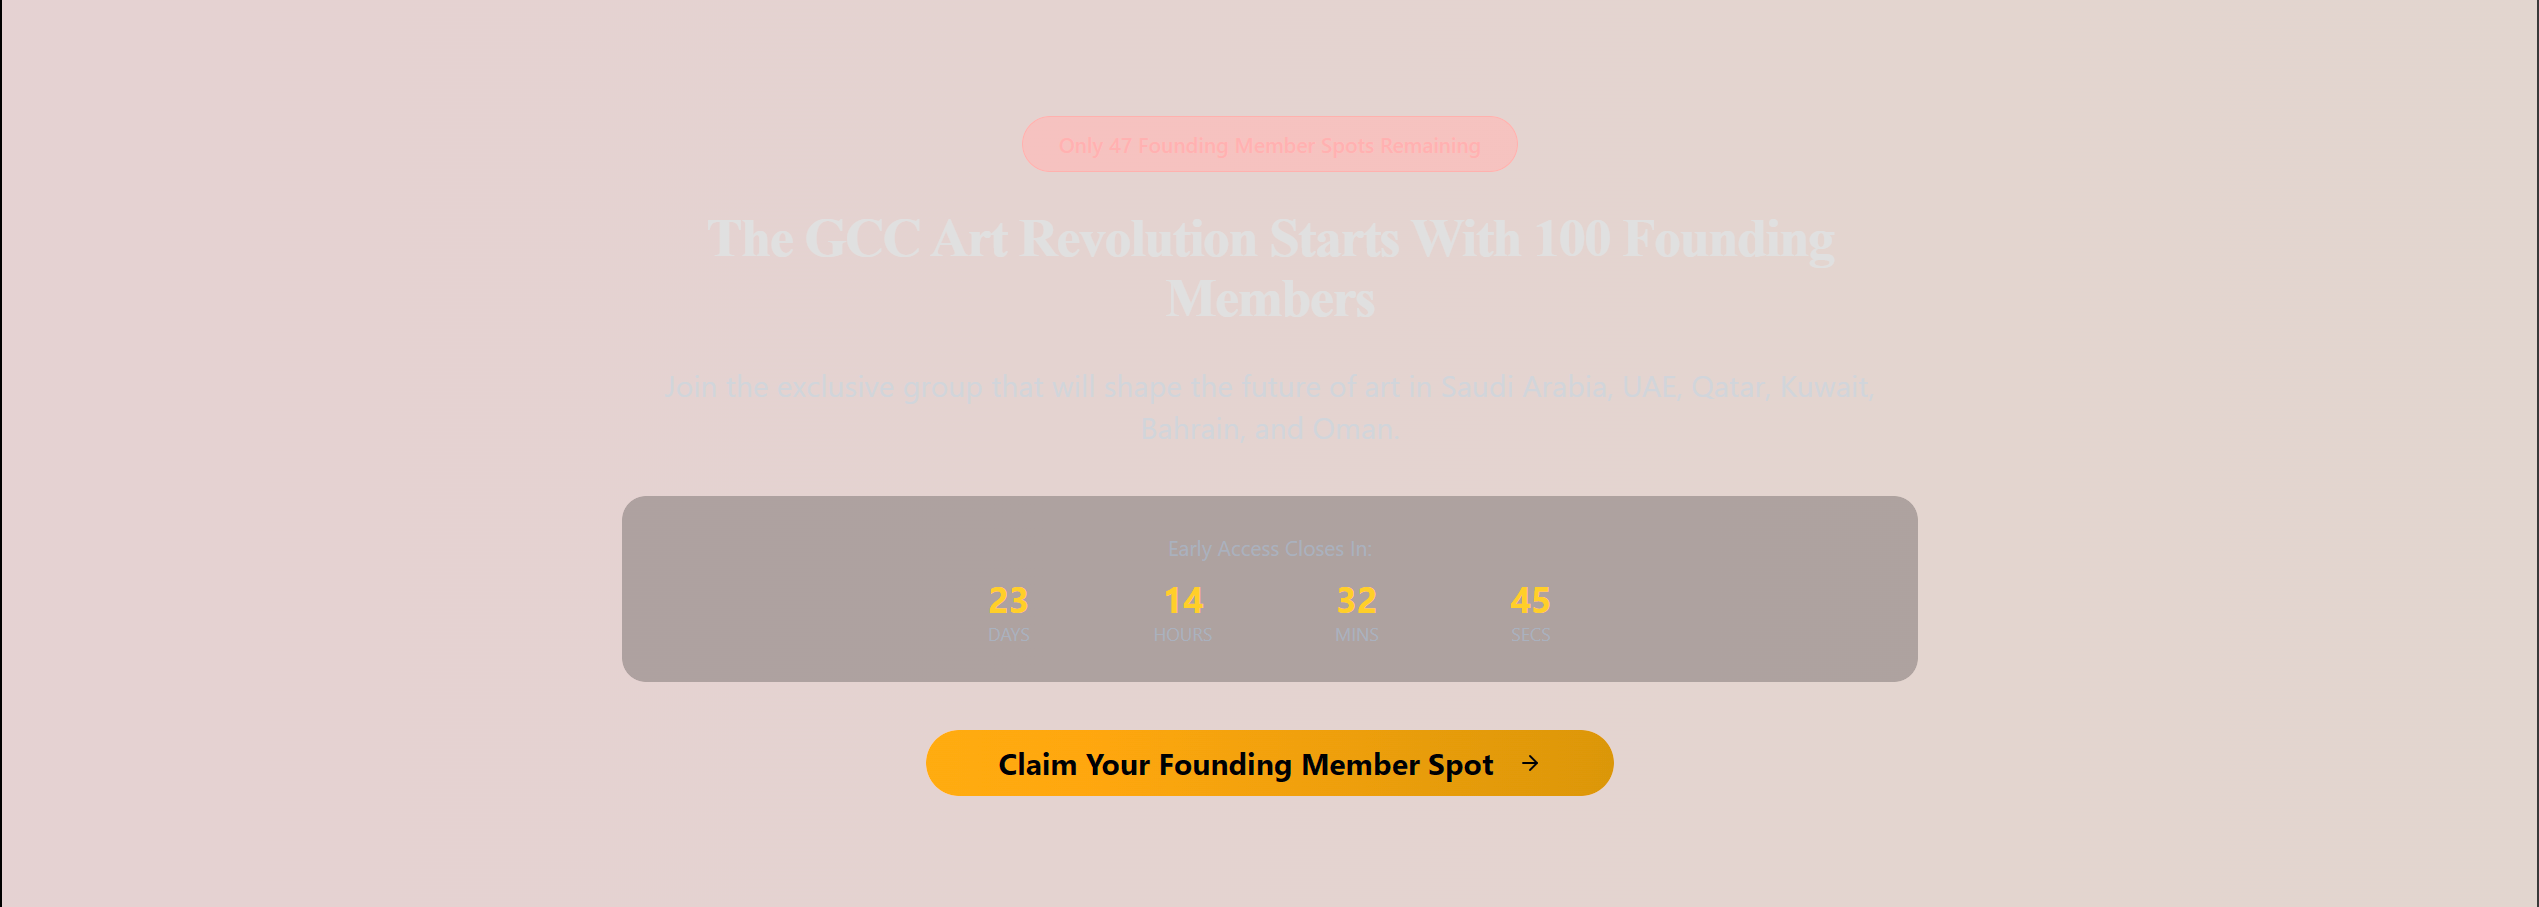 Only 47 Founding Member Spots Remaining
The GCC Art Revolution Starts With 100 Founding
Members
Join the exclusive group that will shape the future of art in Saudi Arabia, UAE, Qatar, Kuwait,
Bahrain, and Oman.
Early Access Closes In:
23 14 32 45
DAYS HOURS MINS SECS
Claim Your Founding Member Spot →